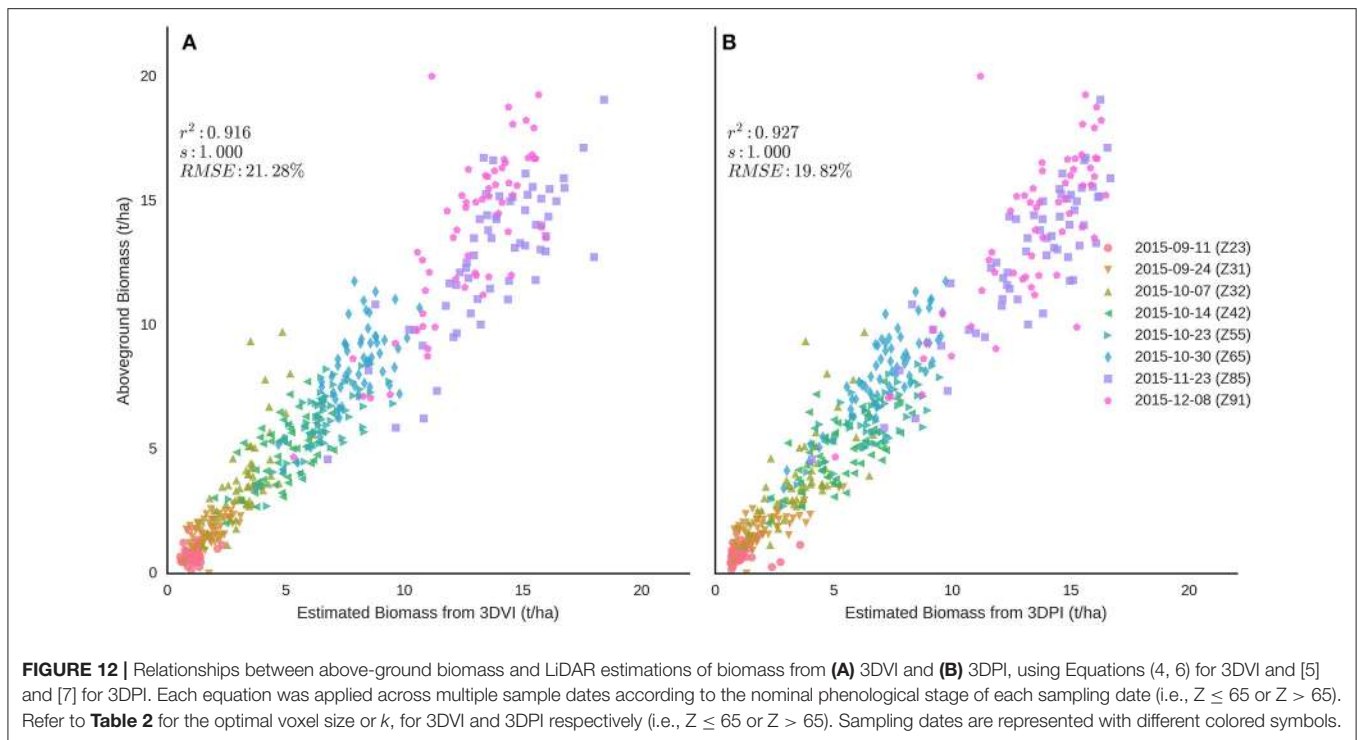 A
B
20
15
10
5
0
Aboveground Biomass (t/ha)
r² : 0.916
s : 1.000
RMSE : 21.28%
r² : 0.927
s : 1.000
RMSE : 19.82%
2015-09-11 (Z23)
2015-09-24 (Z31)
2015-10-07 (Z32)
2015-10-14 (Z42)
2015-10-23 (Z55)
2015-10-30 (Z65)
2015-11-23 (Z85)
2015-12-08 (Z91)
0 5 10 15 20
0 5 10 15 20
Estimated Biomass from 3DVI (t/ha)
Estimated Biomass from 3DPI (t/ha)
FIGURE 12 | Relationships between above-ground biomass and LiDAR estimations of biomass from (A) 3DVI and (B) 3DPI, using Equations (4, 6) for 3DVI and [5]
and [7] for 3DPI. Each equation was applied across multiple sample dates according to the nominal phenological stage of each sampling date (i.e., Z ≤ 65 or Z > 65).
Refer to Table 2 for the optimal voxel size or k, for 3DVI and 3DPI respectively (i.e., Z ≤ 65 or Z > 65). Sampling dates are represented with different colored symbols.